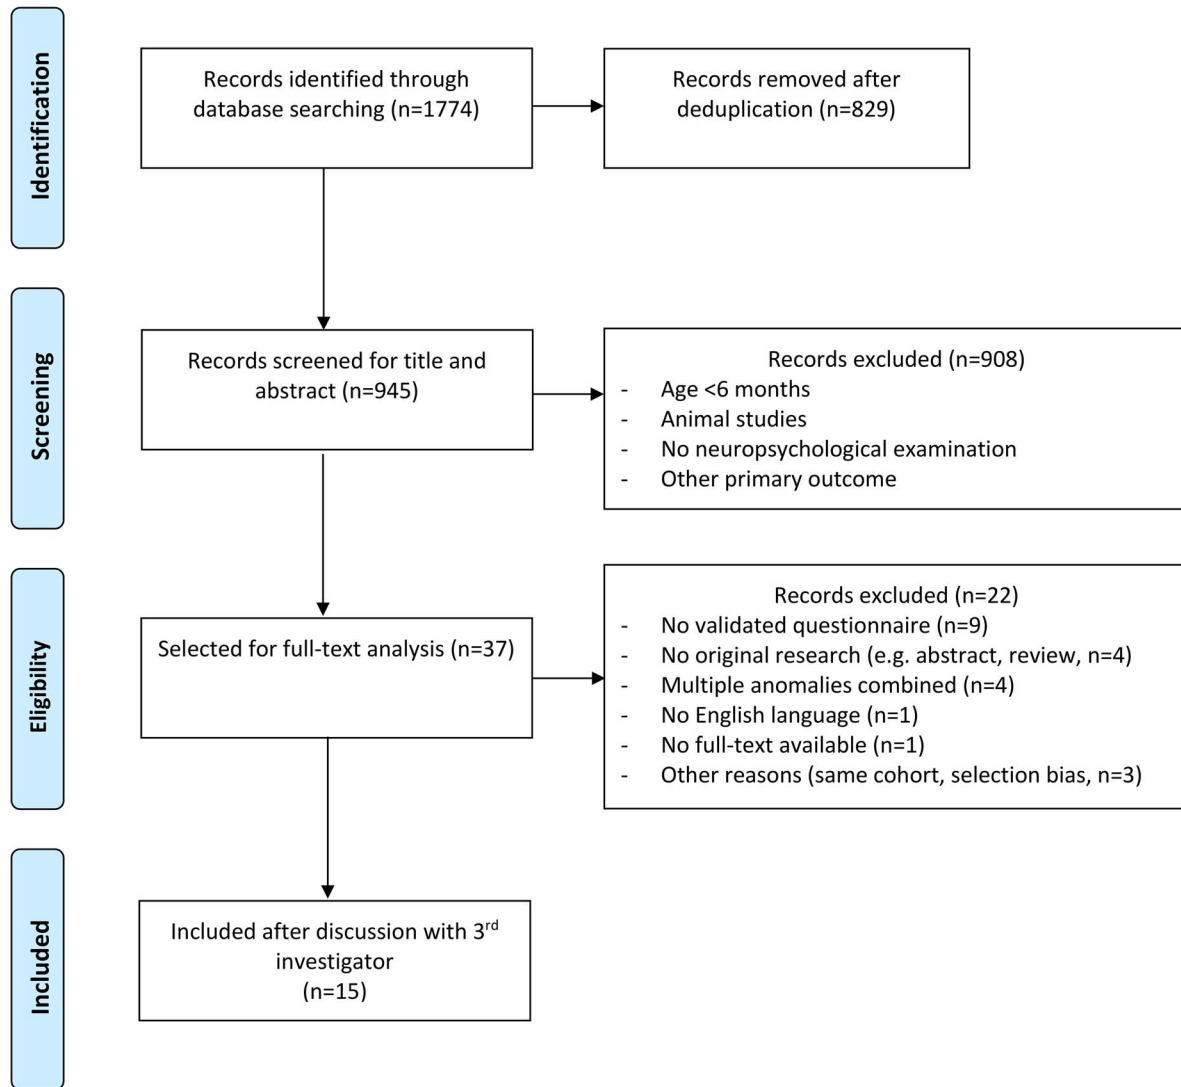 Identification
Records identified through
database searching (n=1774)
Records removed after
deduplication (n=829)
Screening
Records screened for title and
abstract (n=945)
Records excluded (n=908)
- Age <6 months
- Animal studies
- No neuropsychological examination
- Other primary outcome
Eligibility
Selected for full-text analysis (n=37)
Records excluded (n=22)
- No validated questionnaire (n=9)
- No original research (e.g. abstract, review, n=4)
- Multiple anomalies combined (n=4)
- No English language (n=1)
- No full-text available (n=1)
- Other reasons (same cohort, selection bias, n=3)
Included
Included after discussion with 3rd
investigator
(n=15)